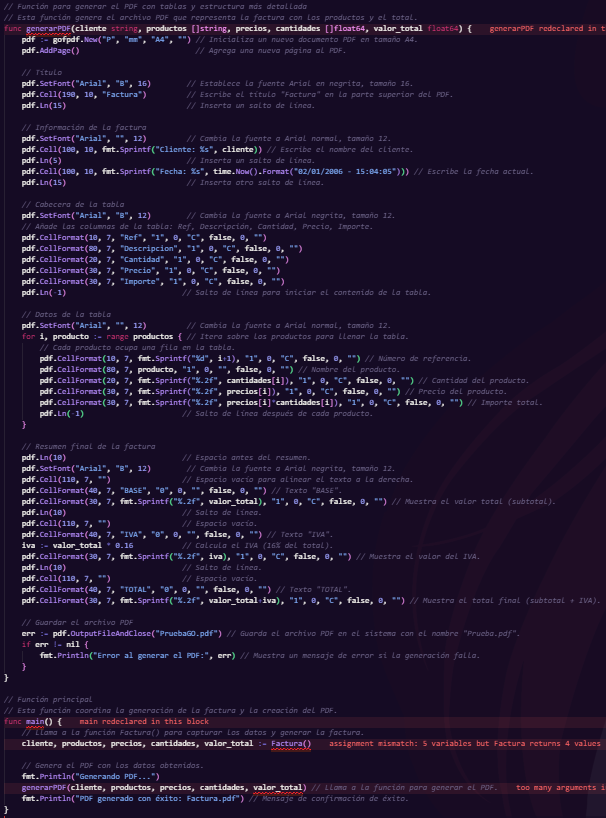 // Función para generar el PDF con tablas y estructura más detallada
// Esta función genera el archivo PDF que representa la factura con los productos y el total.
func generarPDF(cliente string, productos []string, precios, cantidades []float64, valor_total float64) {    generarPDF redeclared in t
    pdf := gofpdf.New("P", "mm", "A4", "") // Inicializa un nuevo documento PDF en tamaño A4.
    pdf.AddPage()                    // Agrega una nueva página al PDF.

    // Título
    pdf.SetFont("Arial", "B", 16)        // Establece la fuente Arial en negrita, tamaño 16.
    pdf.Cell(190, 10, "Factura")         // Escribe el título "Factura" en la parte superior del PDF.
    pdf.Ln(15)                           // Inserta un salto de línea.

    // Información de la factura
    pdf.SetFont("Arial", "", 12)         // Cambia la fuente a Arial normal, tamaño 12.
    pdf.Cell(100, 10, fmt.Sprintf("Cliente: %s", cliente)) // Escribe el nombre del cliente.
    pdf.Ln(5)                            // Inserta un salto de línea.
    pdf.Cell(100, 10, fmt.Sprintf("Fecha: %s", time.Now().Format("02/01/2006 - 15:04:05"))) // Escribe la fecha actual.
    pdf.Ln(15)                           // Inserta otro salto de línea.

    // Cabecera de la tabla
    pdf.SetFont("Arial", "B", 12)        // Cambia la fuente a Arial negrita, tamaño 12.
    // Añade las columnas de la tabla: Ref, Descripción, Cantidad, Precio, Importe.
    pdf.CellFormat(10, 7, "Ref", "1", 0, "C", false, 0, "")
    pdf.CellFormat(80, 7, "Descripcion", "1", 0, "C", false, 0, "")
    pdf.CellFormat(20, 7, "Cantidad", "1", 0, "C", false, 0, "")
    pdf.CellFormat(30, 7, "Precio", "1", 0, "C", false, 0, "")
    pdf.CellFormat(30, 7, "Importe", "1", 0, "C", false, 0, "")
    pdf.Ln(-1)                          // Salto de línea para iniciar el contenido de la tabla.

    // Datos de la tabla
    pdf.SetFont("Arial", "", 12)         // Cambia la fuente a Arial normal, tamaño 12.
    for i, producto := range productos { // Itera sobre los productos para llenar la tabla.
        // Cada producto ocupa una fila en la tabla.
        pdf.CellFormat(10, 7, fmt.Sprintf("%d", i+1), "1", 0, "C", false, 0, "") // Número de referencia.
        pdf.CellFormat(80, 7, producto, "1", 0, "", false, 0, "") // Nombre del producto.
        pdf.CellFormat(20, 7, fmt.Sprintf("%.2f", cantidades[i]), "1", 0, "C", false, 0, "") // Cantidad del producto.
        pdf.CellFormat(30, 7, fmt.Sprintf("%.2f", precios[i]), "1", 0, "C", false, 0, "") // Precio del producto.
        pdf.CellFormat(30, 7, fmt.Sprintf("%.2f", precios[i]*cantidades[i]), "1", 0, "C", false, 0, "") // Importe total.
        pdf.Ln(-1)                      // Salto de línea después de cada producto.
    }

    // Resumen final de la factura
    pdf.Ln(10)                          // Espacio antes del resumen.
    pdf.SetFont("Arial", "B", 12)        // Cambia la fuente a Arial negrita, tamaño 12.
    pdf.Cell(110, 7, "")                // Espacio vacío para alinear el texto a la derecha.
    pdf.CellFormat(40, 7, "BASE", "0", 0, "", false, 0, "") // Texto "BASE".
    pdf.CellFormat(30, 7, fmt.Sprintf("%.2f", valor_total), "1", 0, "C", false, 0, "") // Muestra el valor total (subtotal).
    pdf.Ln(10)                          // Salto de línea.
    pdf.Cell(110, 7, "")                // Espacio vacío.
    pdf.CellFormat(40, 7, "IVA", "0", 0, "", false, 0, "") // Texto "IVA".
    iva := valor_total * 0.16           // Calcula el IVA (16% del total).
    pdf.CellFormat(30, 7, fmt.Sprintf("%.2f", iva), "1", 0, "C", false, 0, "") // Muestra el valor del IVA.
    pdf.Ln(10)                          // Salto de línea.
    pdf.Cell(110, 7, "")                // Espacio vacío.
    pdf.CellFormat(40, 7, "TOTAL", "0", 0, "", false, 0, "") // Texto "TOTAL".
    pdf.CellFormat(30, 7, fmt.Sprintf("%.2f", valor_total+iva), "1", 0, "C", false, 0, "") // Muestra el total final (subtotal + IVA).

    // Guardar el archivo PDF
    err := pdf.OutputFileAndClose("PruebaGO.pdf") // Guarda el archivo PDF en el sistema con el nombre "Prueba.pdf".
    if err != nil {
        fmt.Println("Error al generar el PDF:", err) // Muestra un mensaje de error si la generación falla.
    }
}

// Función principal
// Esta función coordina la generación de la factura y la creación del PDF.
func main() {    main redeclared in this block
    // Llama a la función Factura() para capturar los datos y generar la factura.
    cliente, productos, precios, cantidades, valor_total := Factura()    assignment mismatch: 5 variables but Factura returns 4 values

    // Genera el PDF con los datos obtenidos.
    fmt.Println("Generando PDF...")
    generarPDF(cliente, productos, precios, cantidades, valor_total) // Llama a la función para generar el PDF.    too many arguments i
    fmt.Println("PDF generado con éxito: Factura.pdf") // Mensaje de confirmación de éxito.
}